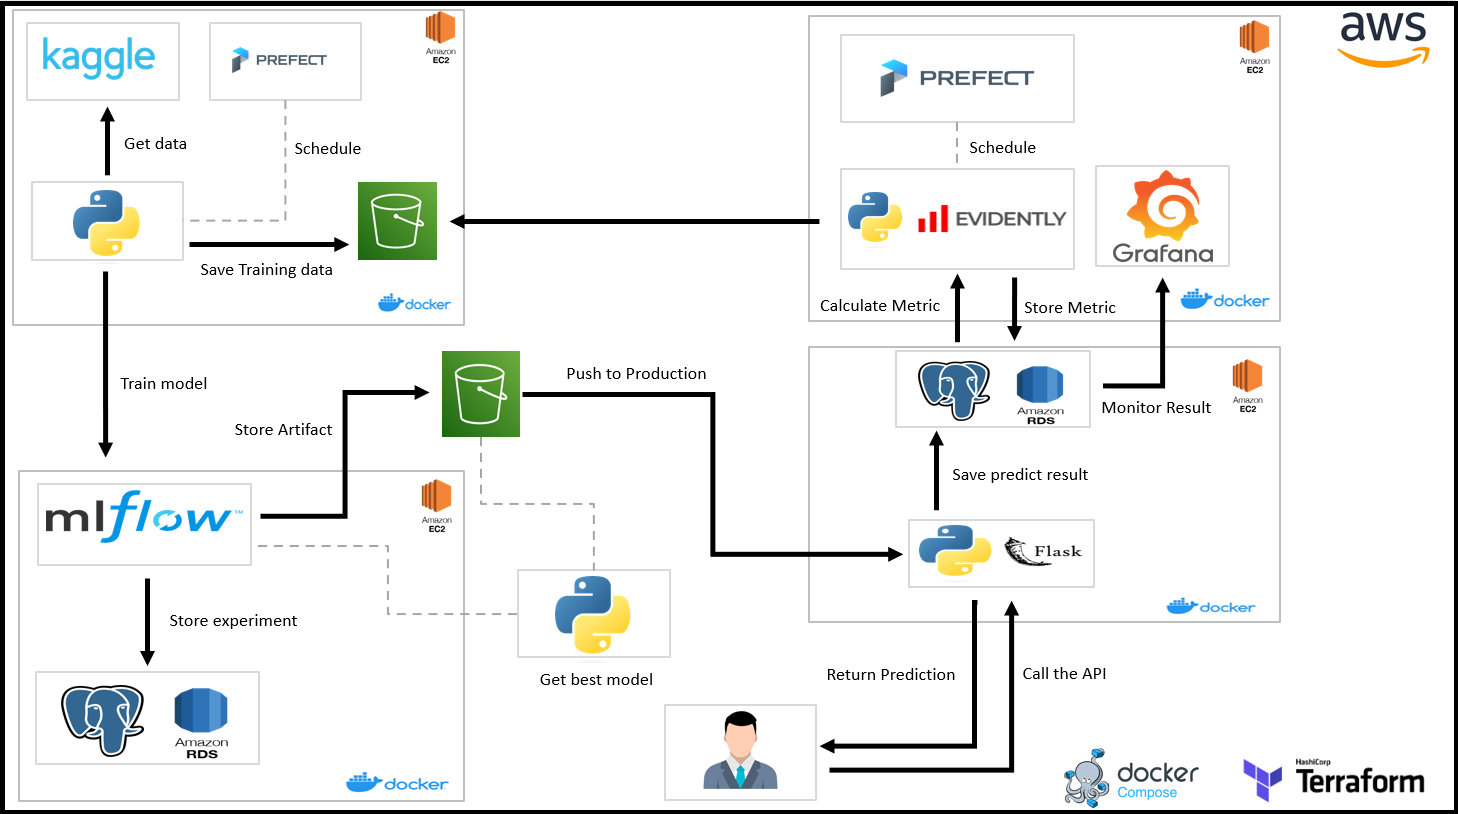 kaggle
PREFECT
Amazon
EC2
Get data
Schedule
Save Training data
docker
Train model
PREFECT
Amazon
EC2
aws
Schedule
EVIDENTLY
Grafana
Calculate Metric
Store Metric
docker
Push to Production
Store Artifact
Amazon
RDS
Amazon
EC2
Monitor Result
Save predict result
Flask
docker
mlflow™
Amazon
EC2
Store experiment
Amazon
RDS
docker
Get best model
Return Prediction
Call the API
docker
Compose
HashiCorp
Terraform